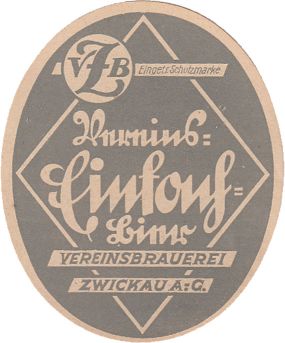 VZB
Eingetr. Schutzmarke
Vereins=
Einfach=
Bier
VEREINSBRAUEREI
ZWICKAU A:G.